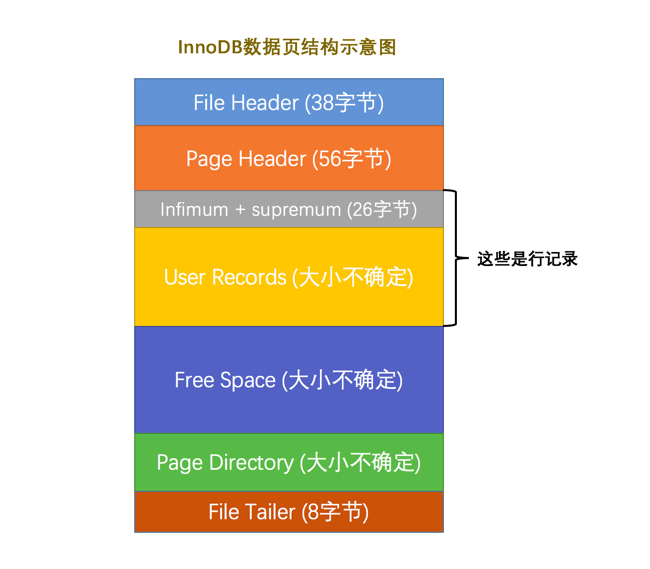 InnoDB数据页结构示意图
File Header (38字节)
Page Header (56字节)
Infimum + supremum (26字节)
User Records (大小不确定)
这些是行记录
Free Space (大小不确定)
Page Directory (大小不确定)
File Tailer (8字节)